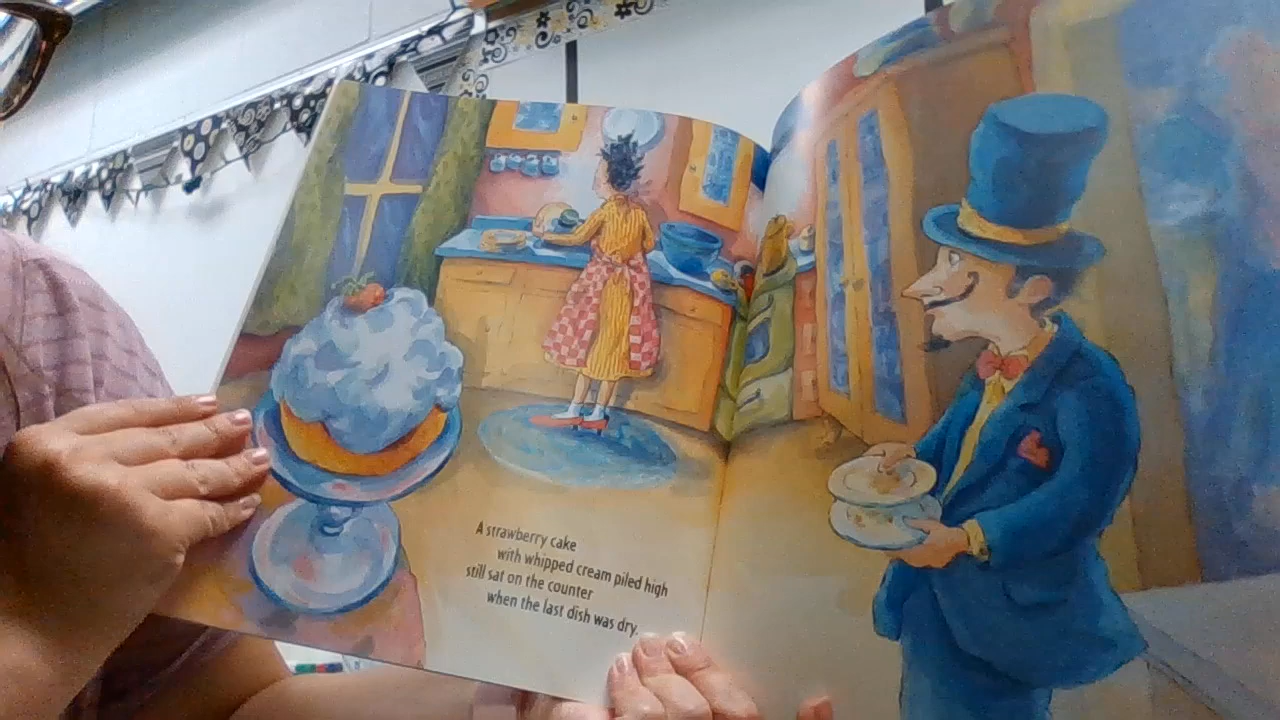 A strawberry cake
with whipped cream piled high
still sat on the counter
when the last dish was dry.